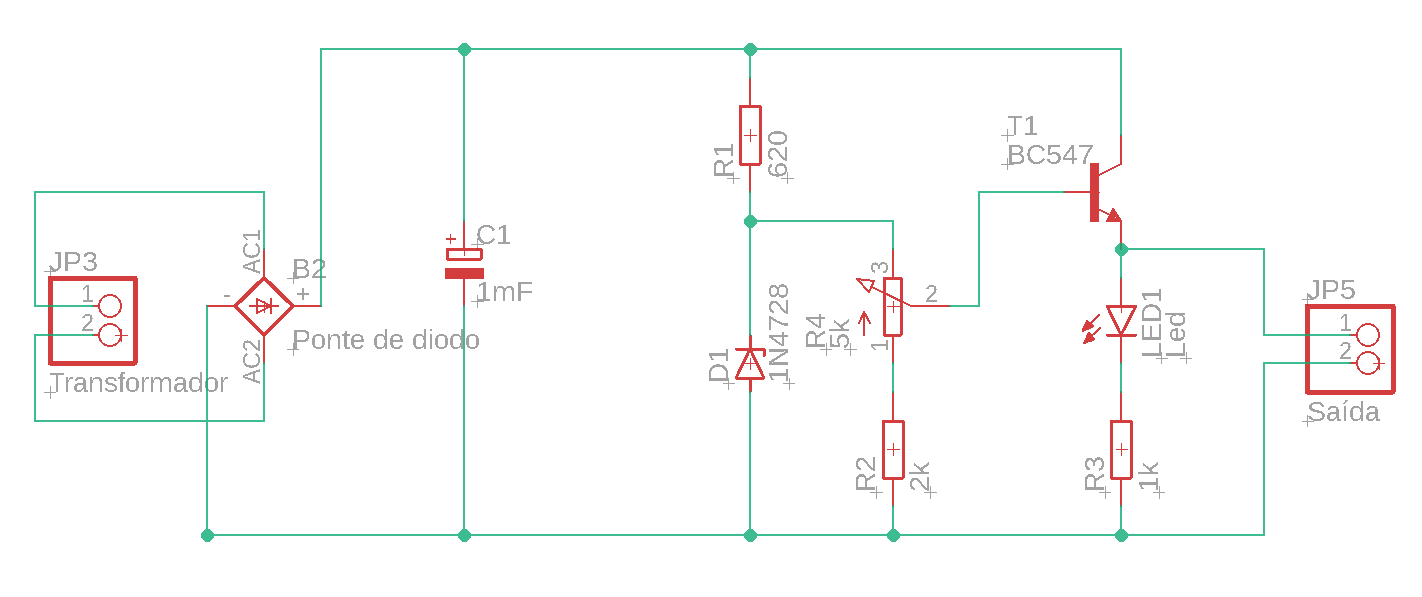 JP3
1
2
Transformador
AC1
AC2
B2
-
+
Ponte de diodo
+
C1
1mF
R1
620
D1
1N4728
R4
5k
3
2
1
R2
2k
T1
BC547
LED1
Led
R3
1k
JP5
1
2
Saída